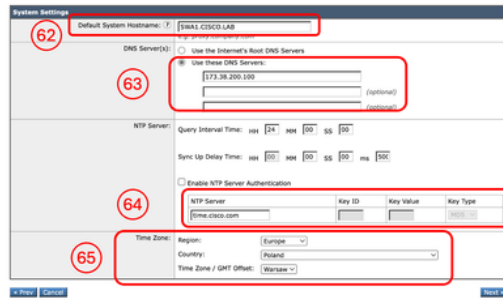 System Settings
Default System Hostname: ? SWA1.CISCO.LAB
e.g. proxy.company.com
62
DNS Server(s): Use the Internet's Root DNS Servers
Use these DNS Servers:
63
173.38.200.100
(optional)
(optional)
NTP Server: Query Interval Time: HH 24 MM 00 SS 00
Sync Up Delay Time: HH 00 MM 00 SS 00 ms 500
Enable NTP Server Authentication
64
NTP Server Key ID Key Value Key Type
time.cisco.com MD5
65
Time Zone: Region: Europe
Country: Poland
Time Zone / GMT Offset: Warsaw
« Prev Cancel Next »